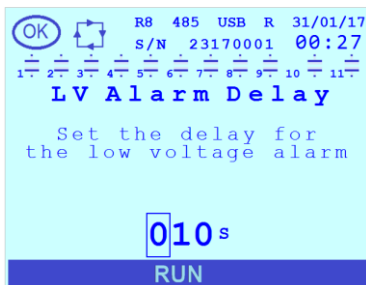 OK R8 485 USB R 31/01/17
S/N 23170001 00:27
1 2 3 4 5 6 7 8 9 10 11
LV Alarm Delay
Set the delay for
the low voltage alarm
010 s
RUN